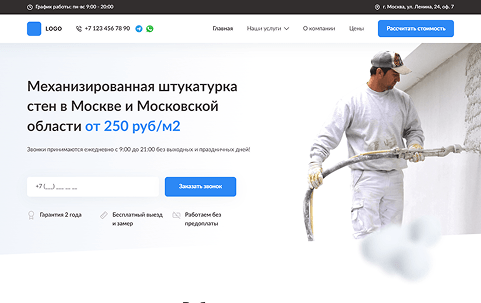 График работы: пн-вс 9:00 - 20:00
г. Москва, ул. Ленина, 24, оф. 7
LOGO
+7 123 456 78 90
Главная
Наши услуги
О компании
Цены
Рассчитать стоимость
Механизированная штукатурка
стен в Москве и Московской
области от 250 руб/м2
Звонки принимаются ежедневно с 9:00 до 21:00 без выходных и праздничных дней!
+7 (___) ___ __ __
Заказать звонок
Гарантия 2 года
Бесплатный выезд
и замер
Работаем без
предоплаты